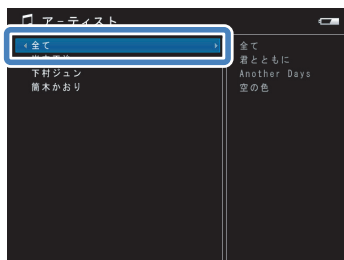 アーティスト
全て
下村ジュン
簡木かおり
全て
君とともに
Another Days
空の色